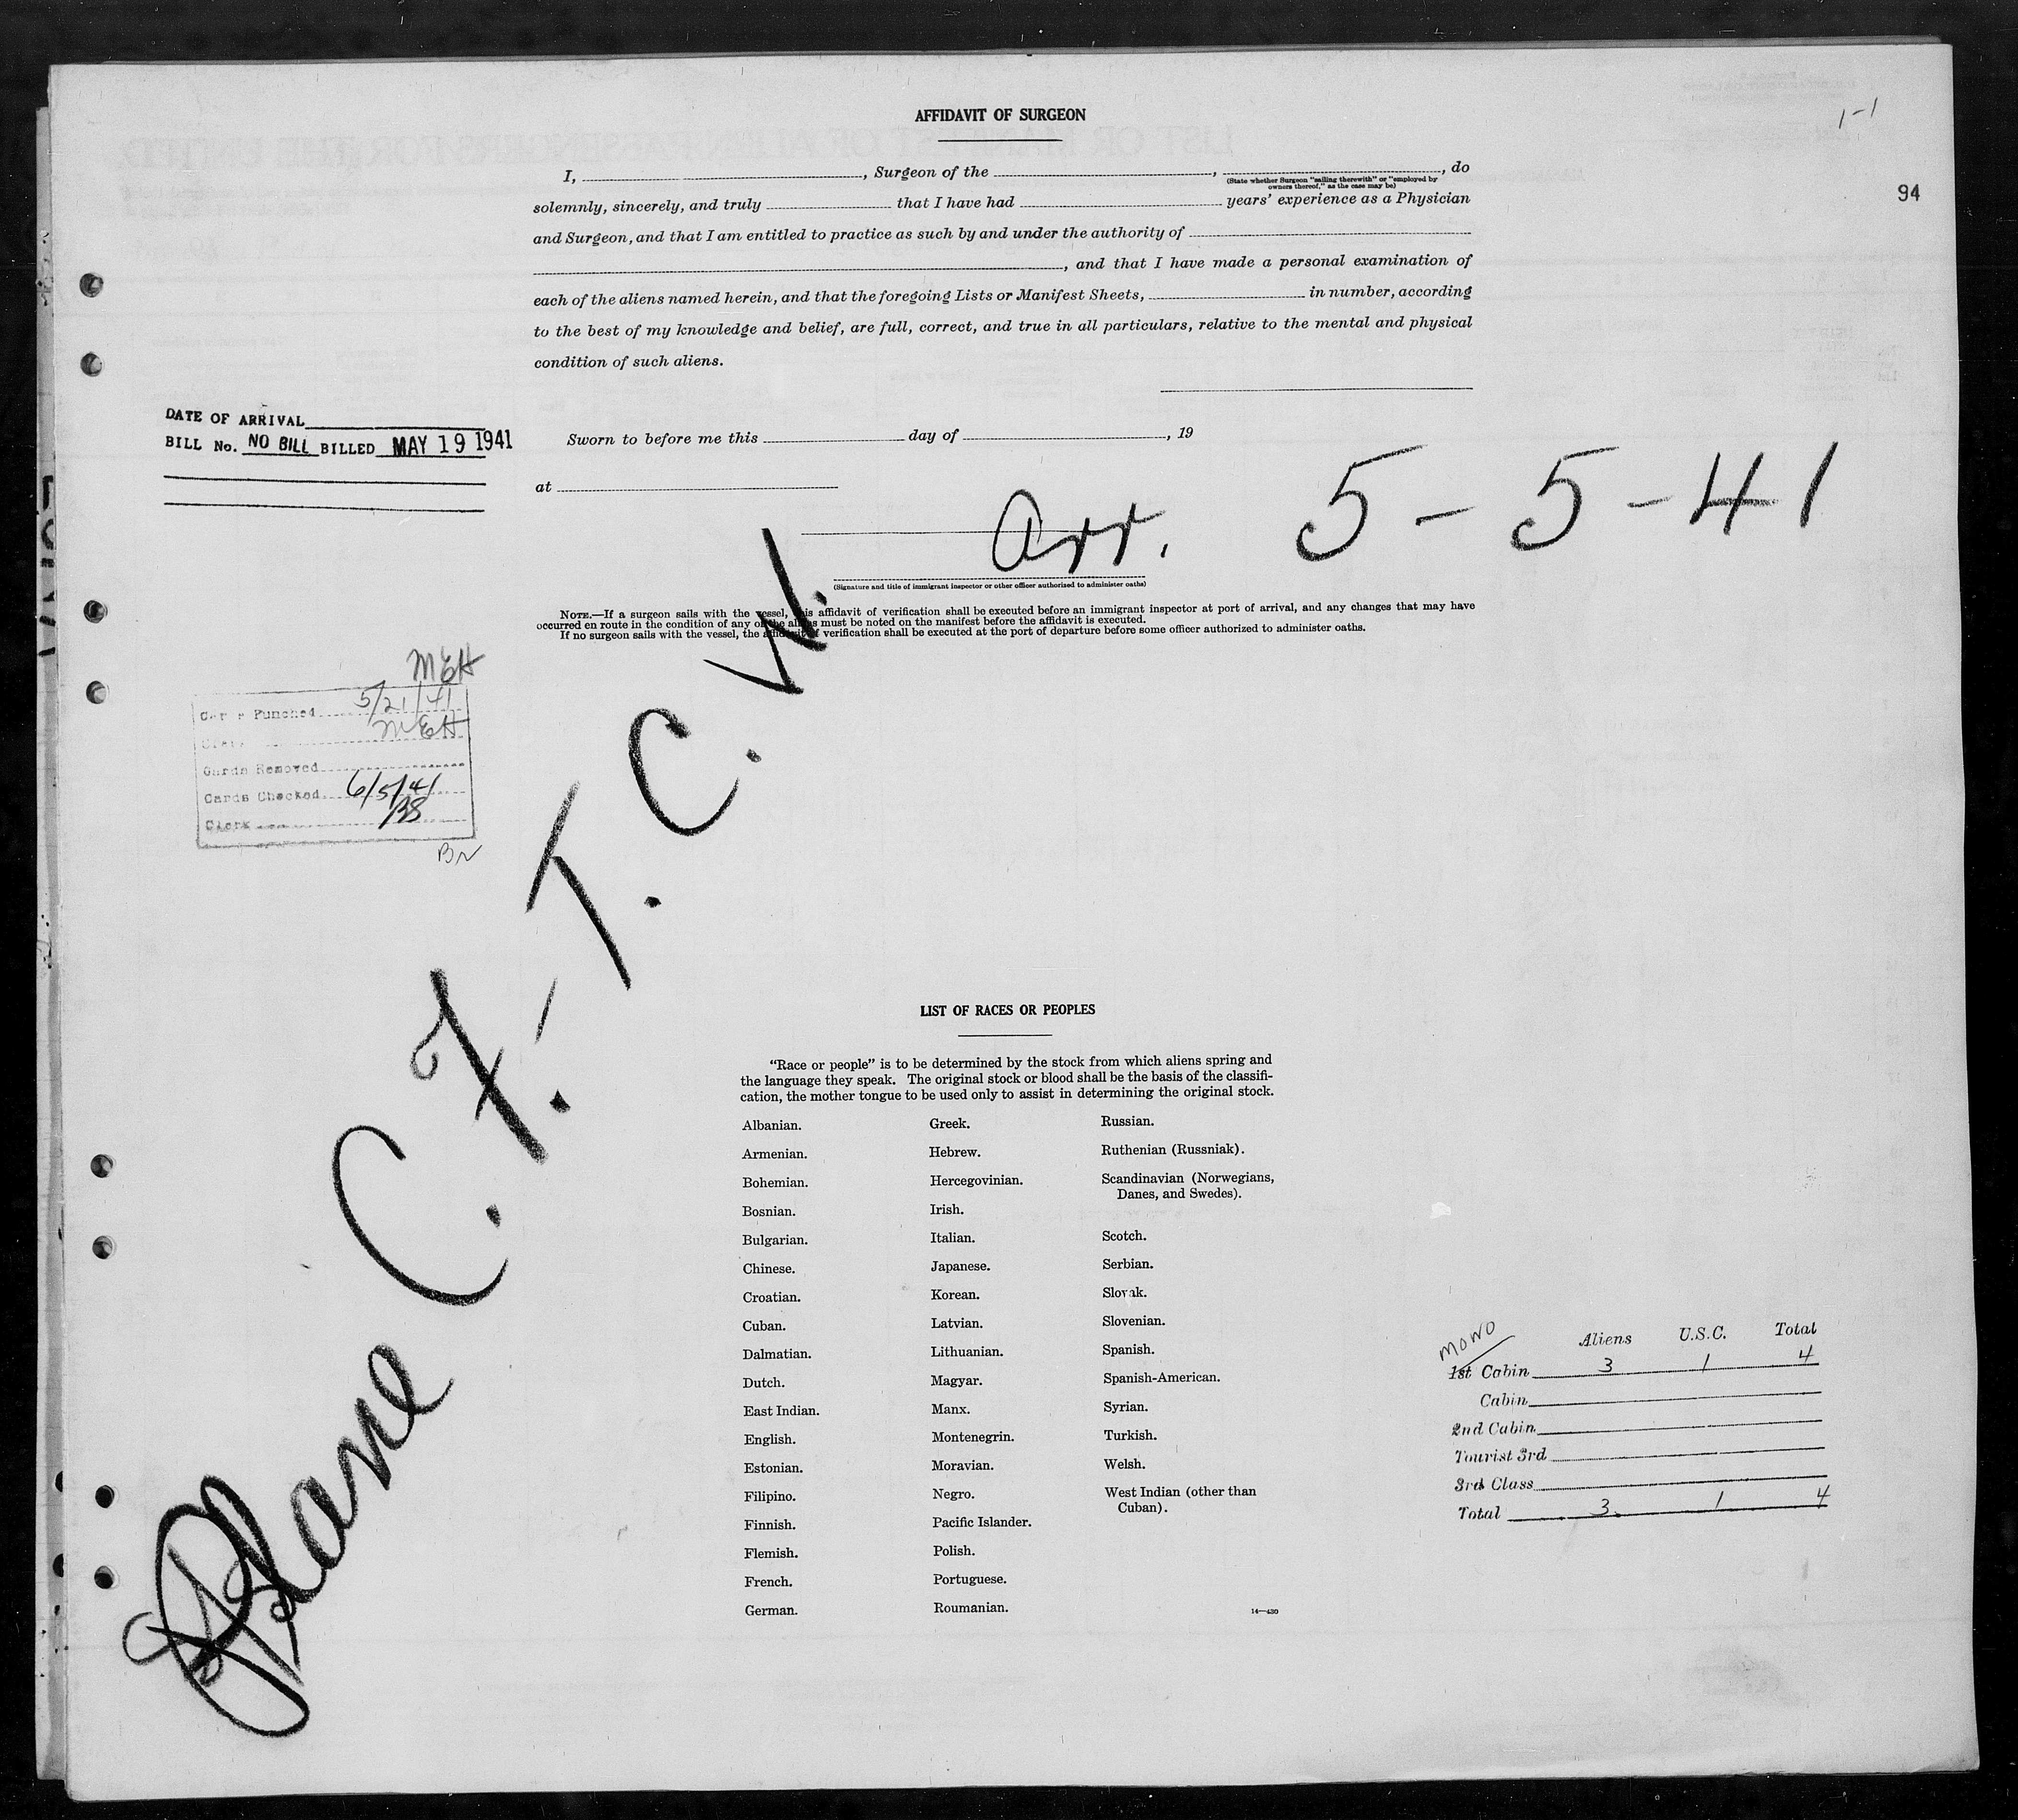 AFFIDAVIT OF SURGEON
1-1
94
I, , Surgeon of the , , do
(State whether Surgeon "sailing therewith" or "employed by
owners thereof," as the case may be)
solemnly, sincerely, and truly that I have had years' experience as a Physician
and Surgeon, and that I am entitled to practice as such by and under the authority of
, and that I have made a personal examination of
each of the aliens named herein, and that the foregoing Lists or Manifest Sheets, in number, according
to the best of my knowledge and belief, are full, correct, and true in all particulars, relative to the mental and physical
condition of such aliens.
DATE OF ARRIVAL
BILL No. NO BILL BILLED MAY 19 1941
Sworn to before me this day of , 19
at
Arr. 5-5-41
(Signature and title of immigrant inspector or other officer authorized to administer oaths)
NOTE.—If a surgeon sails with the vessel, this affidavit of verification shall be executed before an immigrant inspector at port of arrival, and any changes that may have
occurred en route in the condition of any of the aliens must be noted on the manifest before the affidavit is executed.
If no surgeon sails with the vessel, the affidavit of verification shall be executed at the port of departure before some officer authorized to administer oaths.
MEH
Cards Punched 5/21/41
Clerk MEH
Cards Removed
Cards Checked 6/5/41
Clerk
Plane C. F.-T. C. W.
LIST OF RACES OR PEOPLES
"Race or people" is to be determined by the stock from which aliens spring and
the language they speak. The original stock or blood shall be the basis of the classifi-
cation, the mother tongue to be used only to assist in determining the original stock.
Albanian.
Armenian.
Bohemian.
Bosnian.
Bulgarian.
Chinese.
Croatian.
Cuban.
Dalmatian.
Dutch.
East Indian.
English.
Estonian.
Filipino.
Finnish.
Flemish.
French.
German.
Greek.
Hebrew.
Hercegovinian.
Irish.
Italian.
Japanese.
Korean.
Latvian.
Lithuanian.
Magyar.
Manx.
Montenegrin.
Moravian.
Negro.
Pacific Islander.
Polish.
Portuguese.
Roumanian.
Russian.
Ruthenian (Russniak).
Scandinavian (Norwegians,
Danes, and Swedes).
Scotch.
Serbian.
Slovak.
Slovenian.
Spanish.
Spanish-American.
Syrian.
Turkish.
Welsh.
West Indian (other than
Cuban).
14—430
MONO
Aliens U.S.C. Total
1st Cabin 3 1 4
Cabin
2nd Cabin
Tourist 3rd
3rd Class
Total 3 1 4